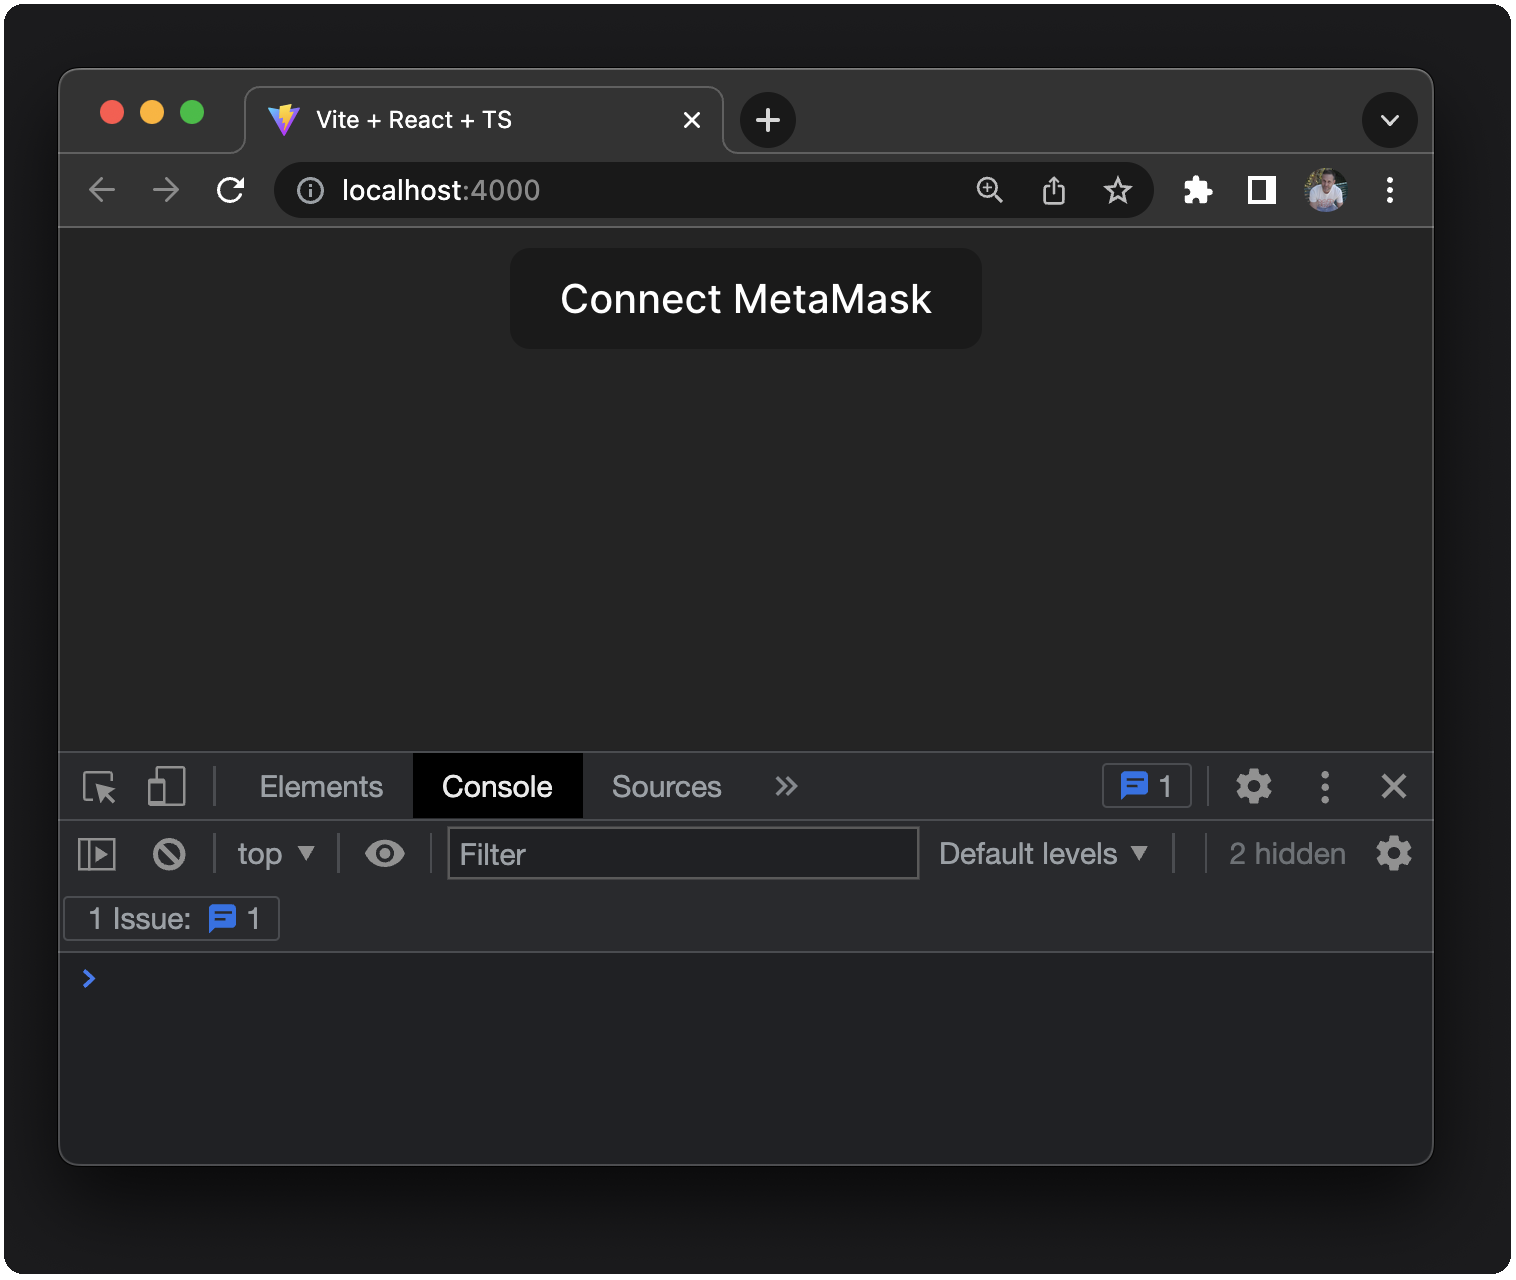 Vite + React + TS
localhost:4000
Connect MetaMask
Elements Console Sources 1
top Filter Default levels 2 hidden
1 Issue: 1